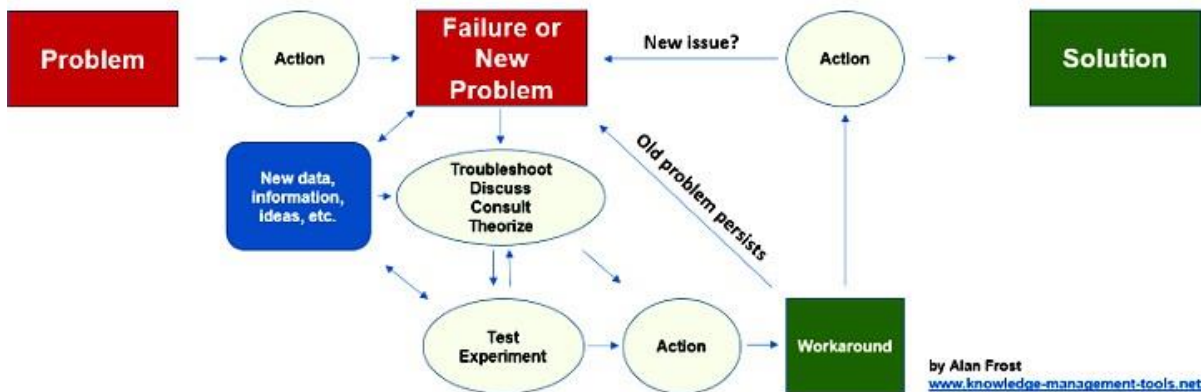 Problem
Action
Failure or
New
Problem
New issue?
Action
Solution
New data,
information,
ideas, etc.
Troubleshoot
Discuss
Consult
Theorize
Old problem persists
Test
Experiment
Action
Workaround
by Alan Frost
www.knowledge-management-tools.net